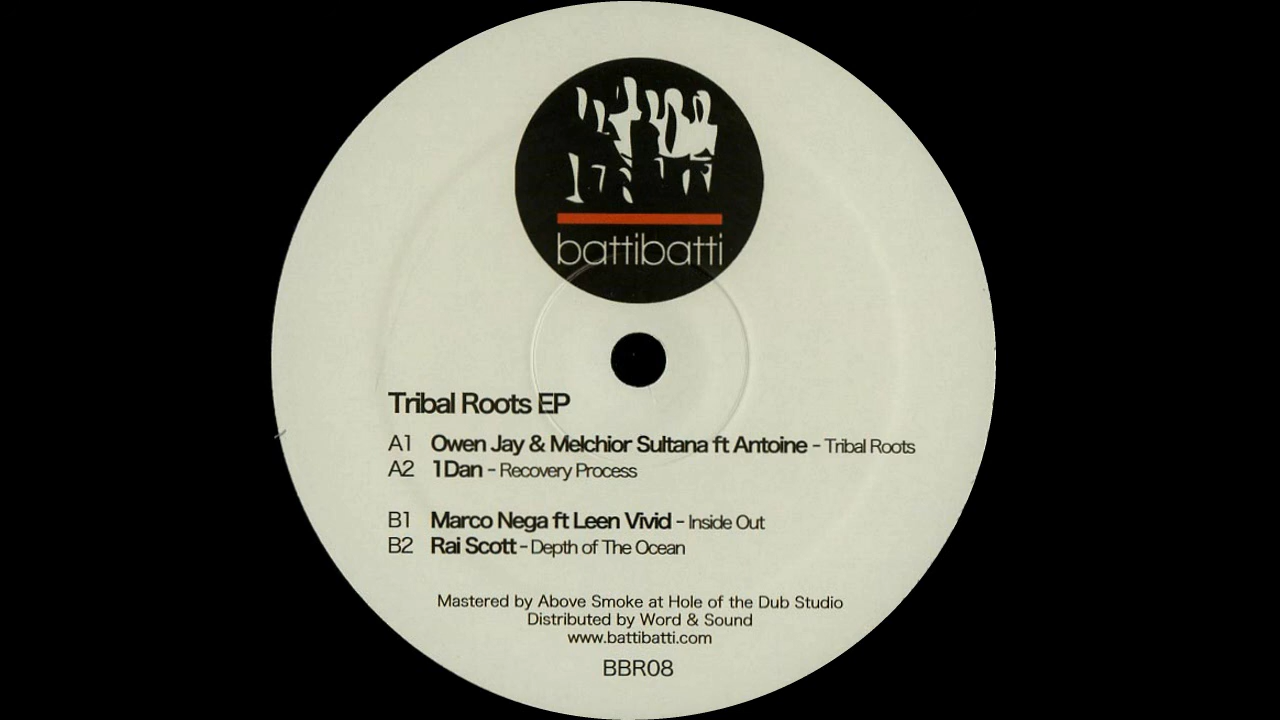 battibatti
Tribal Roots EP
A1 Owen Jay & Melchior Sultana ft Antoine - Tribal Roots
A2 1Dan - Recovery Process
B1 Marco Nega ft Leen Vivid - Inside Out
B2 Rai Scott - Depth of The Ocean
Mastered by Above Smoke at Hole of the Dub Studio
Distributed by Word & Sound
www.battibatti.com
BBR08